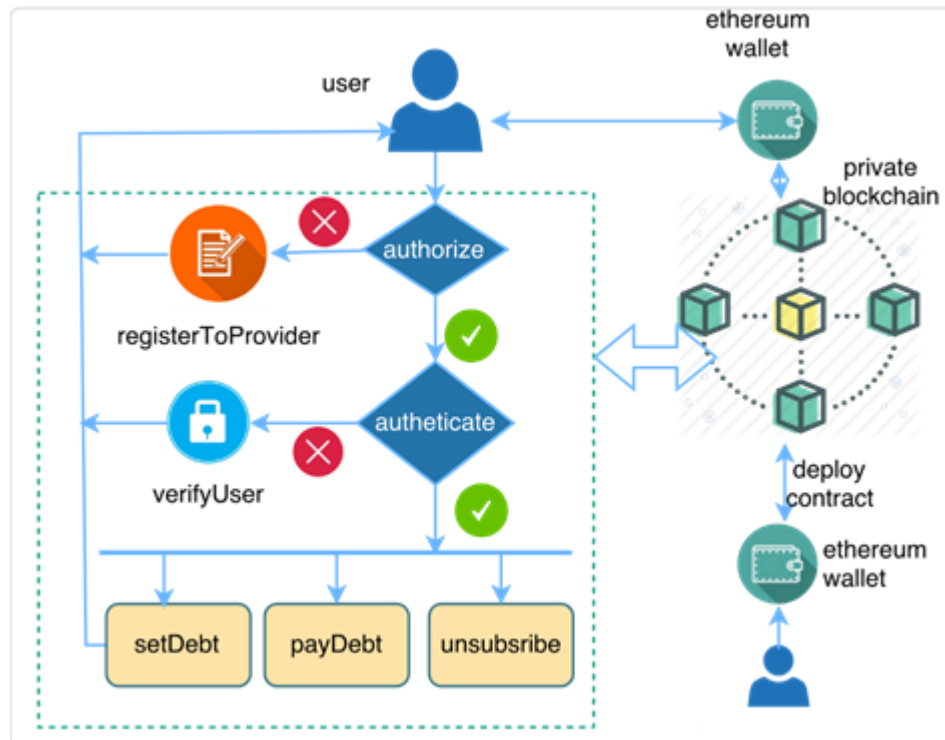 ethereum
wallet
user
private
blockchain
authorize
registerToProvider
autheticate
verifyUser
deploy
contract
ethereum
wallet
setDebt
payDebt
unsubsribe